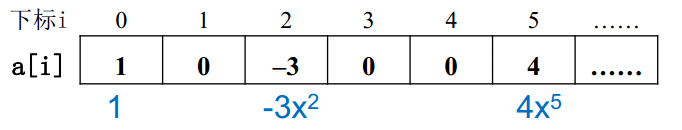 下标i 0 1 2 3 4 5 ……
a[i] 1 0 –3 0 0 4 ……
1 -3x² 4x⁵